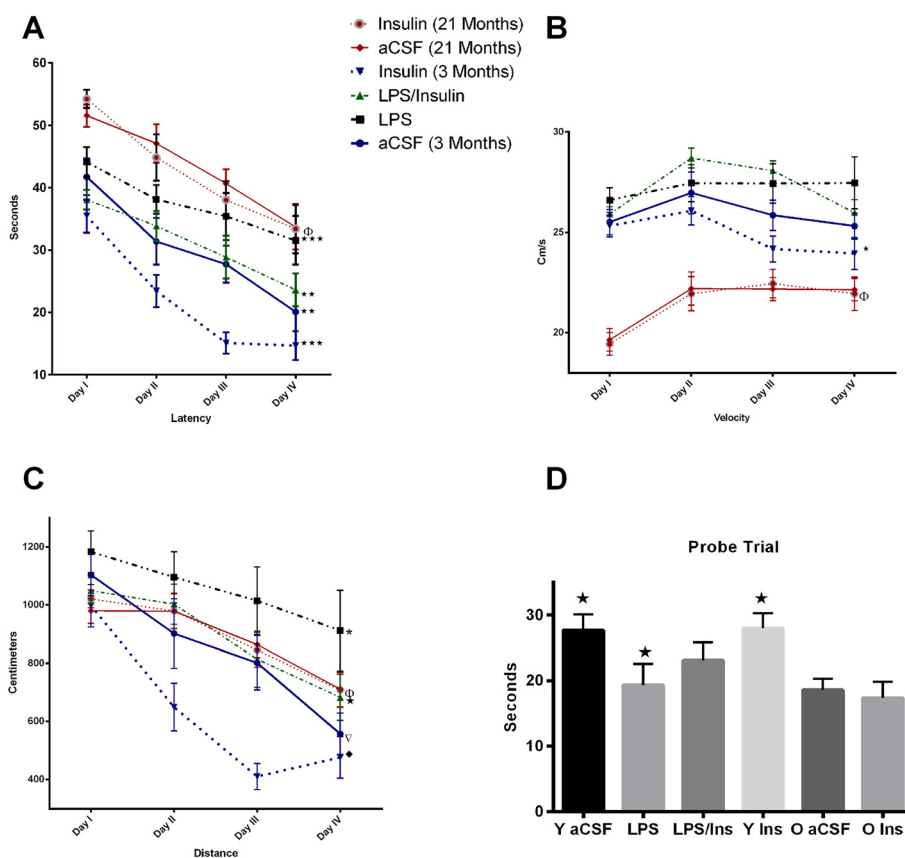 A
Insulin (21 Months)
aCSF (21 Months)
Insulin (3 Months)
LPS/Insulin
LPS
aCSF (3 Months)
60
50
40
30
20
10
Seconds
Φ
★★★
★★
★★
★★★
Day I
Day II
Day III
Day IV
Latency
B
30
25
20
Cm/s
★
Φ
Day I
Day II
Day III
Day IV
Velocity
C
1200
1000
800
600
400
Centimeters
*
Φ
★
▽
◆
Day I
Day II
Day III
Day IV
Distance
D
Probe Trial
30
20
10
0
Seconds
★
★
★
Y aCSF
LPS
LPS/Ins
Y Ins
O aCSF
O Ins